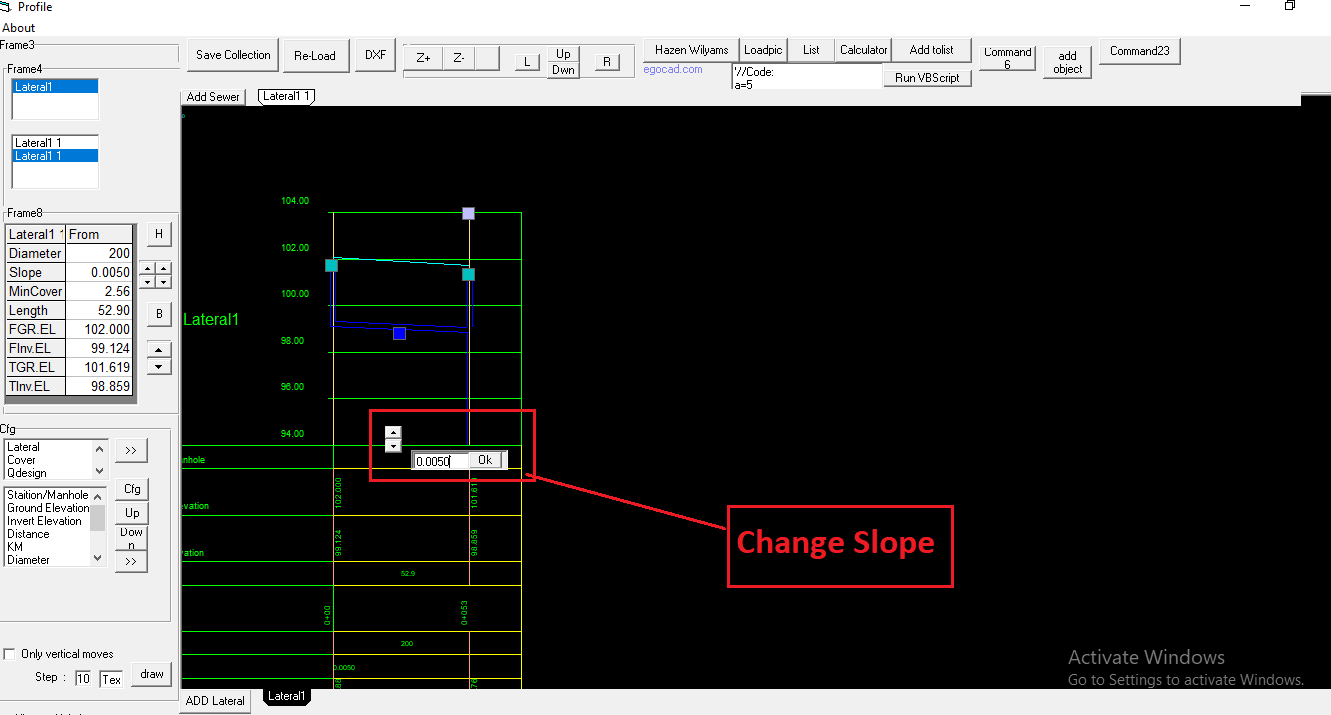 Profile
About
Frame3
Save Collection
Re-Load
DXF
Z+
Z-
L
Up
Dwn
R
Hazen Wilyams
Loadpic
List
Calculator
Add tolist
Command
6
add
object
Command23
egocad.com
'//Code:
a=5
Run VBScript
Frame4
Lateral1
Lateral1 1
Lateral1 1
Add Sewer
Lateral1 1
Frame8
Lateral1 1 From
Diameter 200
Slope 0.0050
MinCover 2.56
Length 52.90
FGR.EL 102.000
FInv.EL 99.124
TGR.EL 101.619
TInv.EL 98.859
H
B
Cfg
Lateral
Cover
Qdesign
>>
Staition/Manhole
Ground Elevation
Invert Elevation
Distance
KM
Diameter
Cfg
Up
Dow
n
>>
Only vertical moves
Step : 10 Tex draw
104.00
102.00
100.00
98.00
96.00
94.00
Lateral1
0.0050 Ok
Change Slope
nhole
vation
102.000
101.619
ation
99.124
98.859
52.9
0+00
0+053
200
0.0050
ADD Lateral
Lateral1
Activate Windows
Go to Settings to activate Windows.